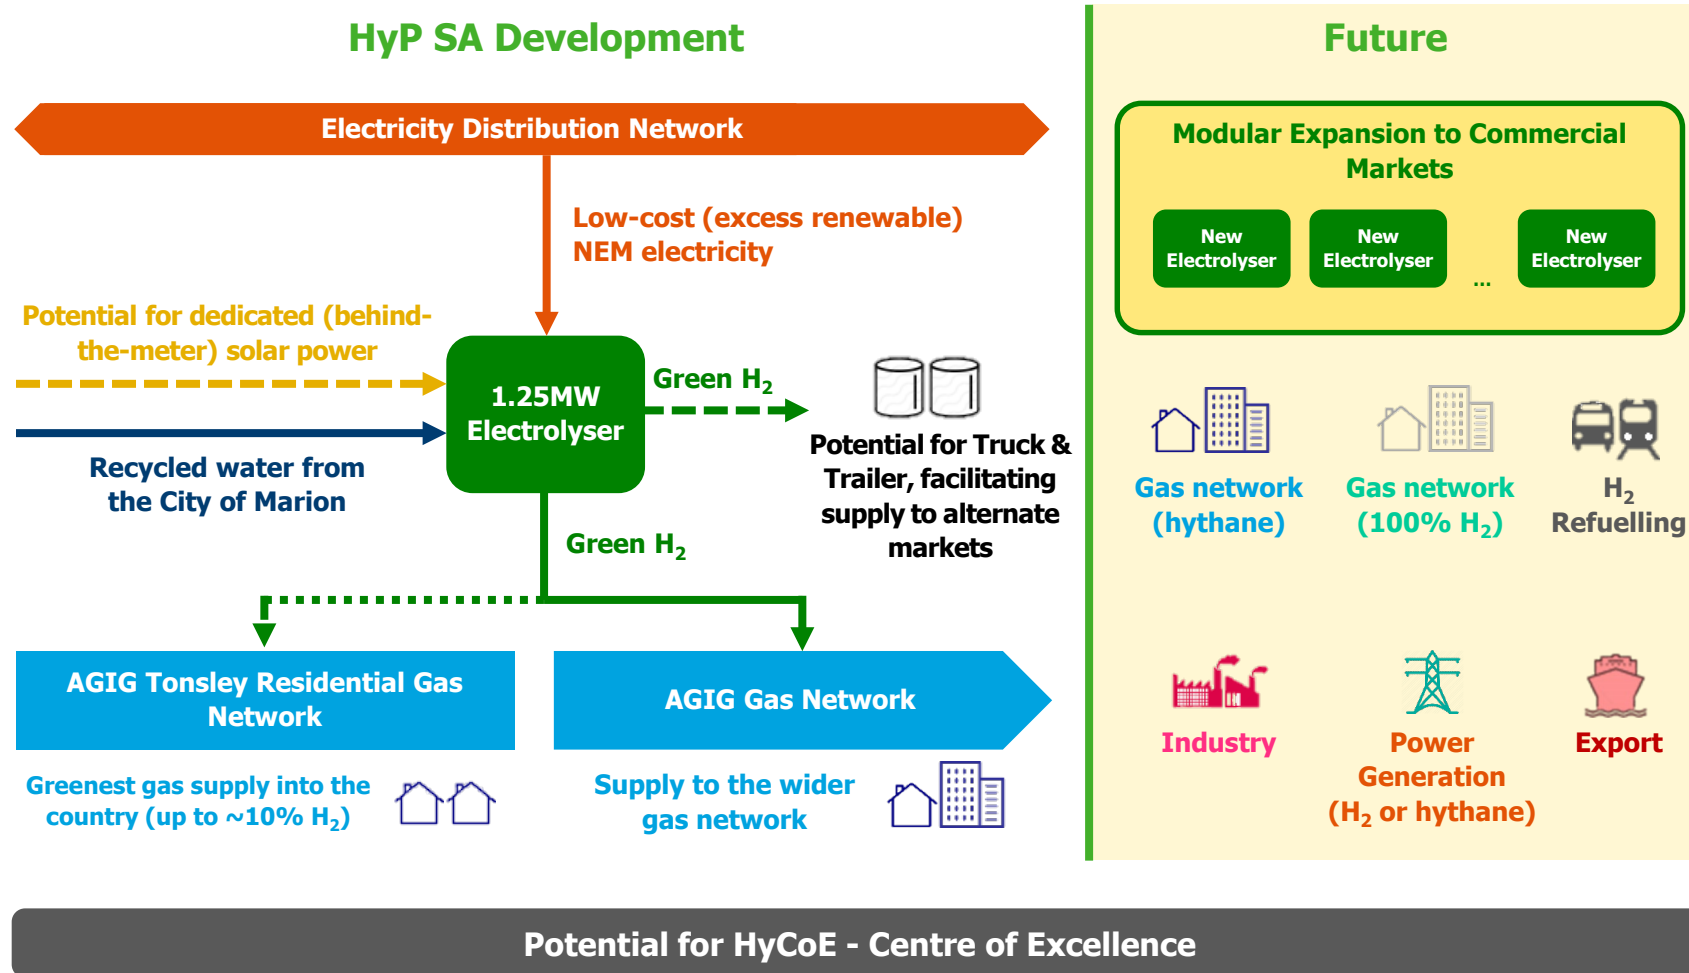 HyP SA Development
Electricity Distribution Network
Low-cost (excess renewable)
NEM electricity
Potential for dedicated (behind-
the-meter) solar power
1.25MW
Electrolyser
Green H₂
Recycled water from
the City of Marion
Potential for Truck &
Trailer, facilitating
supply to alternate
markets
Green H₂
AGIG Tonsley Residential Gas
Network
AGIG Gas Network
Greenest gas supply into the
country (up to ~10% H₂)
Supply to the wider
gas network
Future
Modular Expansion to Commercial
Markets
New
Electrolyser
New
Electrolyser
...
New
Electrolyser
Gas network
(hythane)
Gas network
(100% H₂)
H₂
Refuelling
Industry
Power
Generation
(H₂ or hythane)
Export
Potential for HyCoE - Centre of Excellence